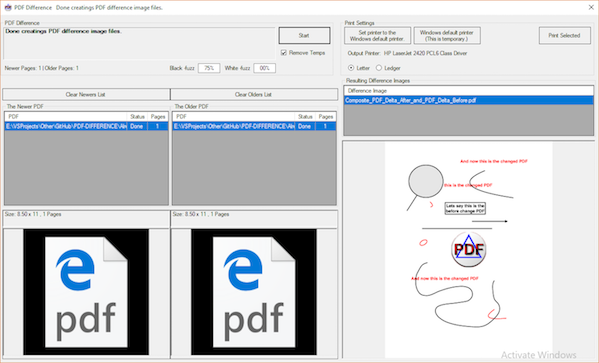 PDF Difference Done creatings PDF difference image files.
PDF Difference
Done creatings PDF difference image files.
Start
Remove Temps
Newer Pages: 1 | Older Pages: 1
Black Fuzz 75%
White Fuzz 00%
Print Settings
Set printer to the
Windows default printer
Windows default printer
(This is temporary.)
Print Selected
Output Printer: HP LaserJet 2420 PCL6 Class Driver
Letter
Ledger
Clear Newers List
Clear Olders List
Resulting Difference Images
Difference Image
Composite_PDF_Delta_After_and_PDF_Delta_Before.pdf
The Newer PDF
PDF Status Pages
E:\VSProjects\Other\GitHub\PDF-DIFFERENCE\Alν Done 1
The Older PDF
PDF Status Pages
E:\VSProjects\Other\GitHub\PDF-DIFFERENCE\Alν Done 1
Size: 8.50 x 11 , 1 Pages
Size: 8.50 x 11 , 1 Pages
pdf
pdf
And now this is the changed PDF
this is the changed PDF
Lets say this is the
before change PDF
PDF
And now this is the changed PDF
Activate Windows